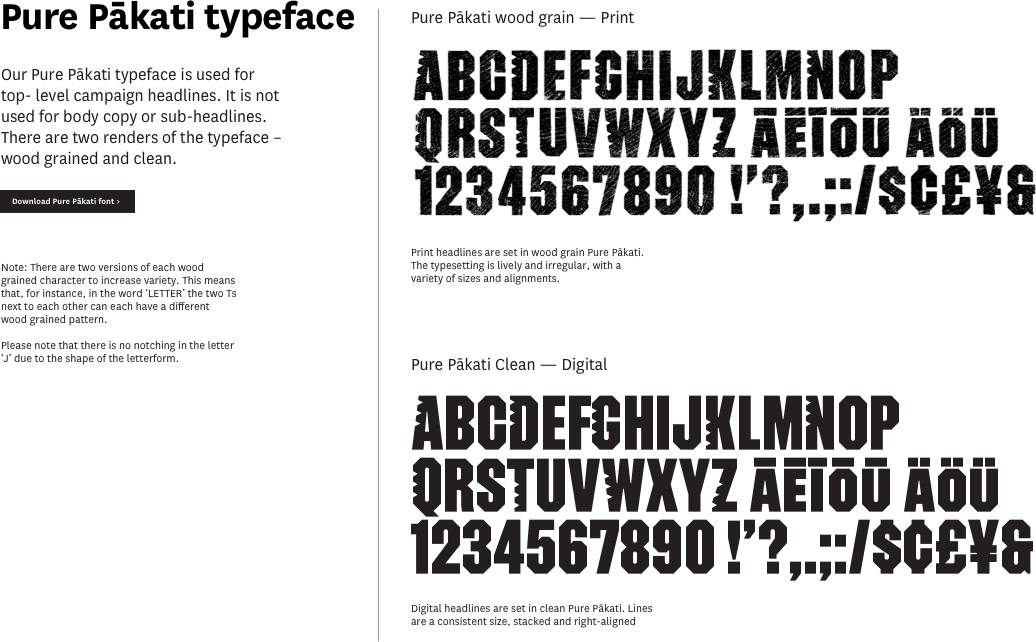 Pure Pākati typeface
Our Pure Pākati typeface is used for
top- level campaign headlines. It is not
used for body copy or sub-headlines.
There are two renders of the typeface –
wood grained and clean.
Download Pure Pākati font ›
Note: There are two versions of each wood
grained character to increase variety. This means
that, for instance, in the word ‘LETTER’ the two Ts
next to each other can each have a different
wood grained pattern.
Please note that there is no notching in the letter
‘J’ due to the shape of the letterform.
Pure Pākati wood grain — Print
ABCDEFGHIJKLMNOP
QRSTUVWXYZ ĀĒĪŌŪ ÄÖÜ
1234567890 !’?,.;:/$¢£¥&
Print headlines are set in wood grain Pure Pākati.
The typesetting is lively and irregular, with a
variety of sizes and alignments.
Pure Pākati Clean — Digital
ABCDEFGHIJKLMNOP
QRSTUVWXYZ ĀĒĪŌŪ ÄÖÜ
1234567890 !’?,.;:/$¢£¥&
Digital headlines are set in clean Pure Pākati. Lines
are a consistent size, stacked and right-aligned